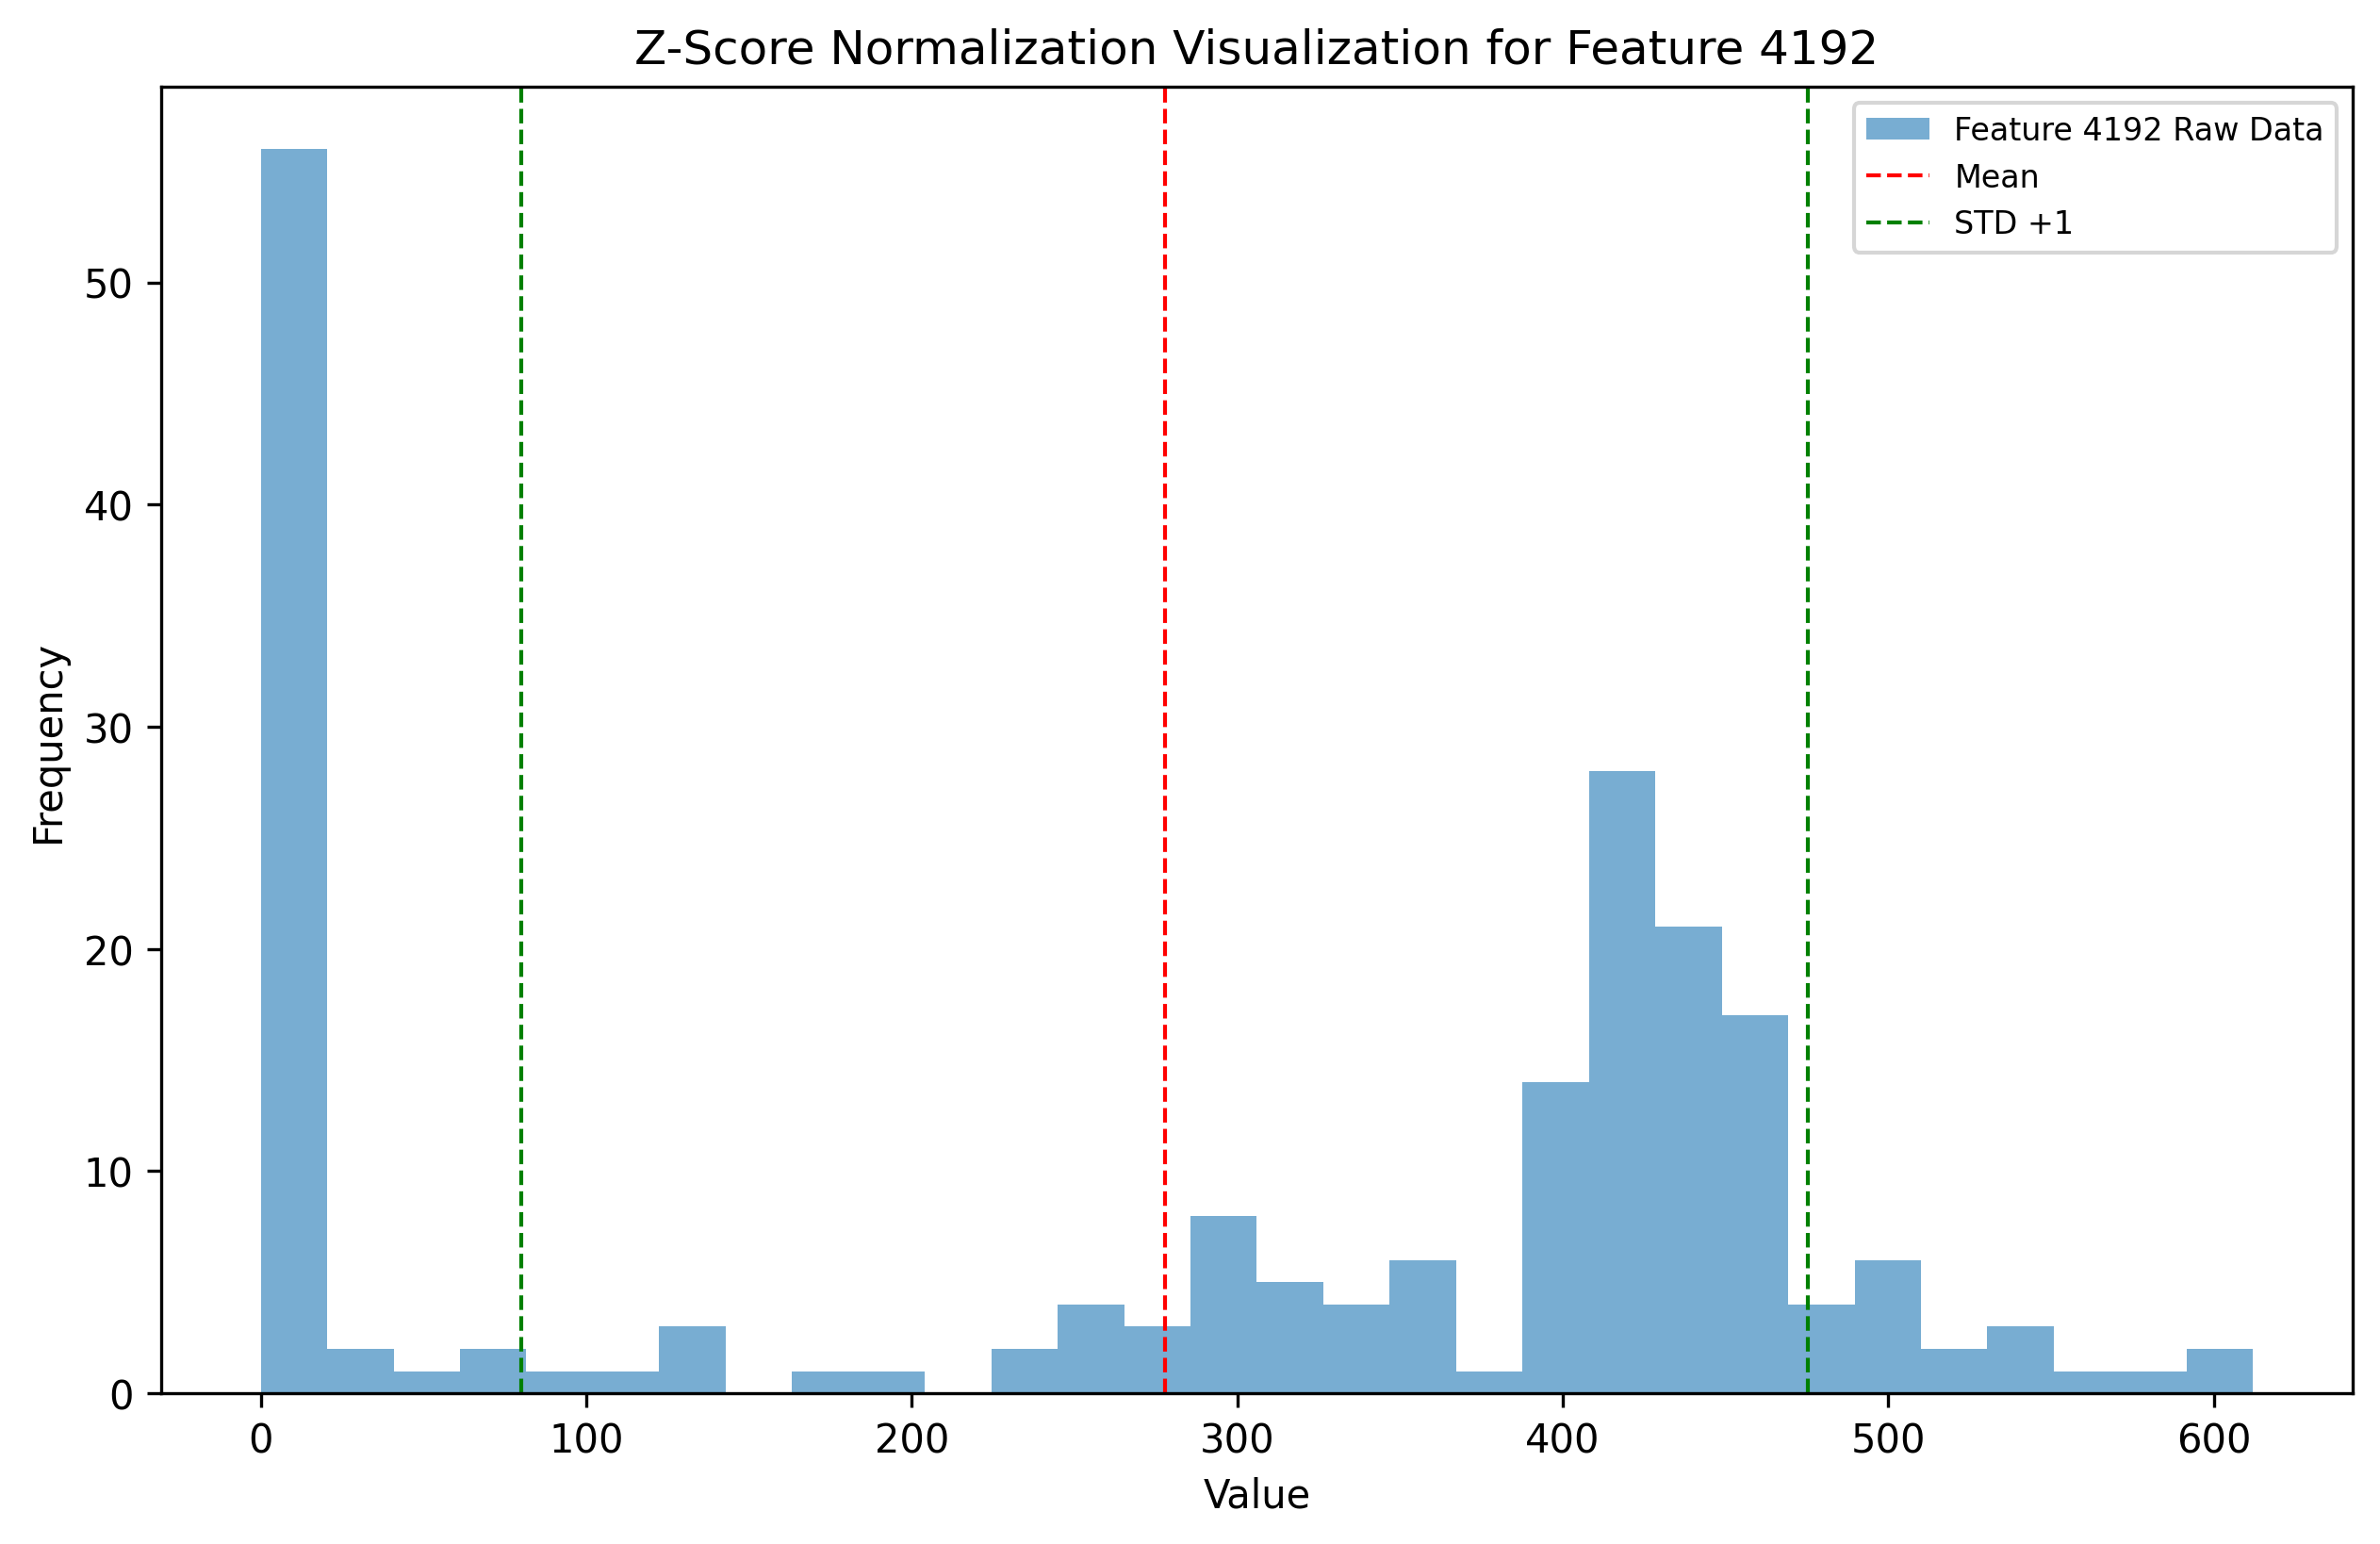 Z-Score Normalization Visualization for Feature 4192
Feature 4192 Raw Data
Mean
STD +1
50
40
30
20
10
0
Frequency
0 100 200 300 400 500 600
Value